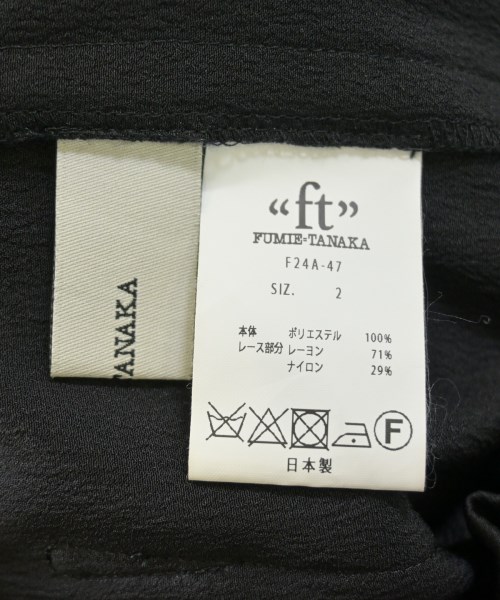 TANAKA
“ft”
FUMIE=TANAKA
F24A-47
SIZ. 2
本体 ポリエステル 100%
レース部分 レーヨン 71%
ナイロン 29%
F
日本製